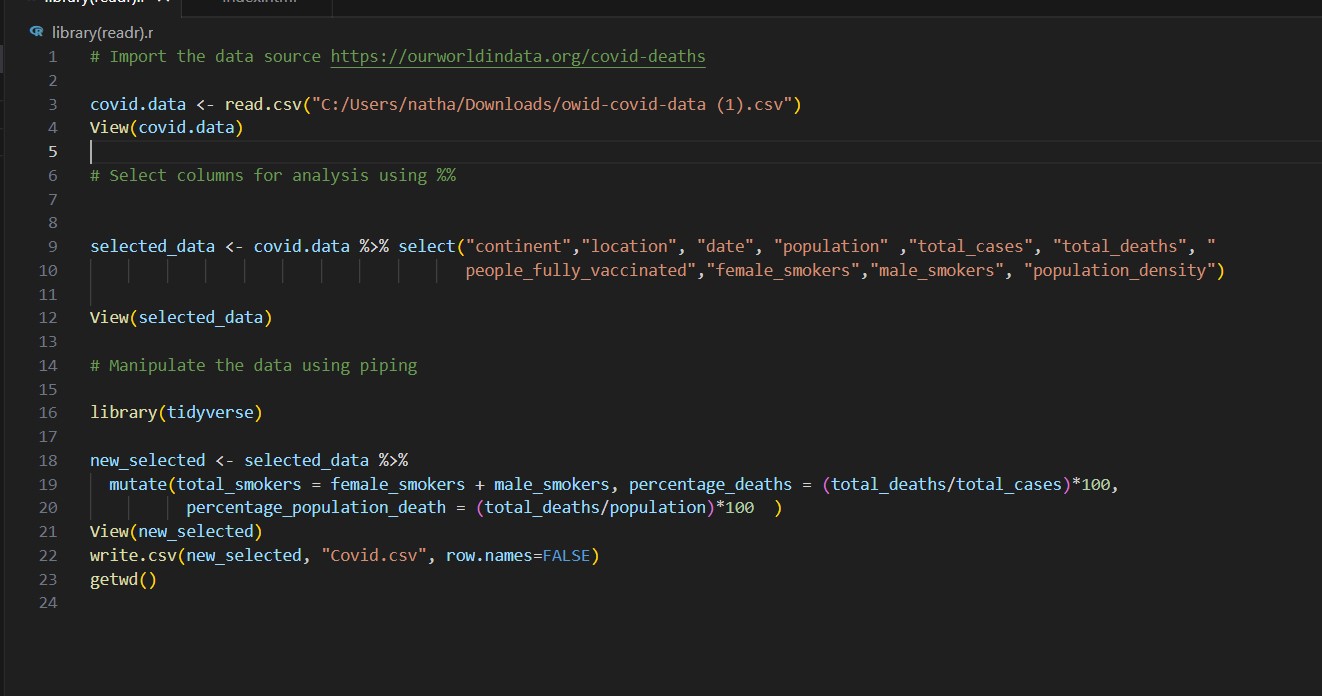 library(readr).r
1 # Import the data source https://ourworldindata.org/covid-deaths
2
3 covid.data <- read.csv("C:/Users/natha/Downloads/owid-covid-data (1).csv")
4 View(covid.data)
5
6 # Select columns for analysis using %%
7
8
9 selected_data <- covid.data %>% select("continent","location", "date", "population" ,"total_cases", "total_deaths", "
10 people_fully_vaccinated","female_smokers","male_smokers", "population_density")
11
12 View(selected_data)
13
14 # Manipulate the data using piping
15
16 library(tidyverse)
17
18 new_selected <- selected_data %>%
19 mutate(total_smokers = female_smokers + male_smokers, percentage_deaths = (total_deaths/total_cases)*100,
20 percentage_population_death = (total_deaths/population)*100  )
21 View(new_selected)
22 write.csv(new_selected, "Covid.csv", row.names=FALSE)
23 getwd()
24